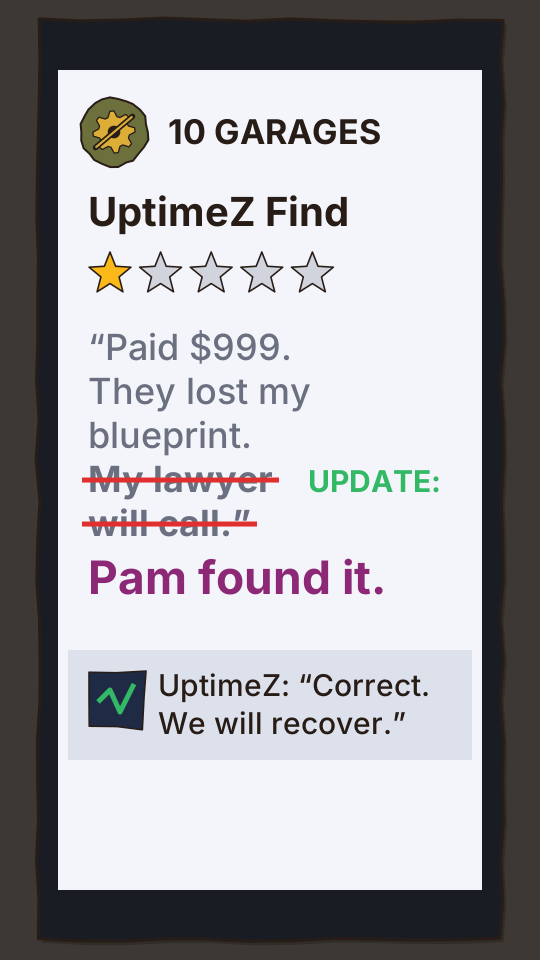 10 GARAGES
UptimeZ Find
“Paid $999.
They lost my
blueprint.
My lawyer UPDATE:
will call.”
Pam found it.
UptimeZ: “Correct.
We will recover.”